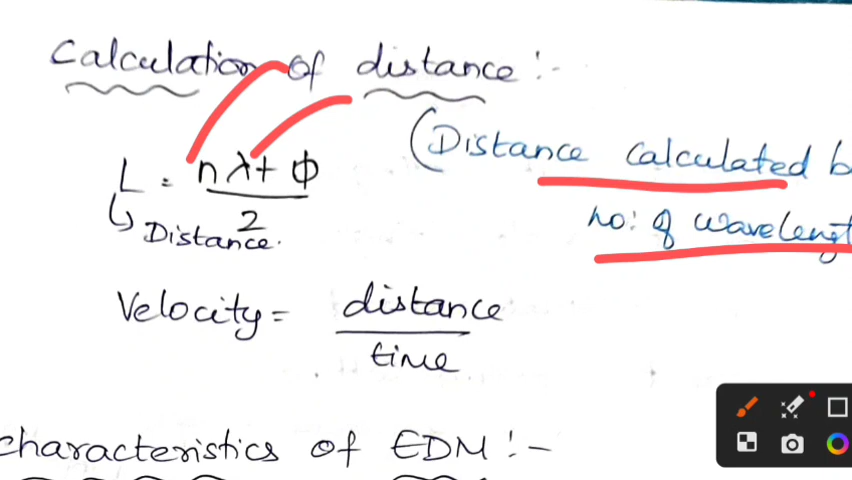 Calculation of distance :-
(Distance calculated
L = nλ + ϕ
2
no: of wavelengt
Distance.
Velocity = distance
time
characteristics of EDM :-